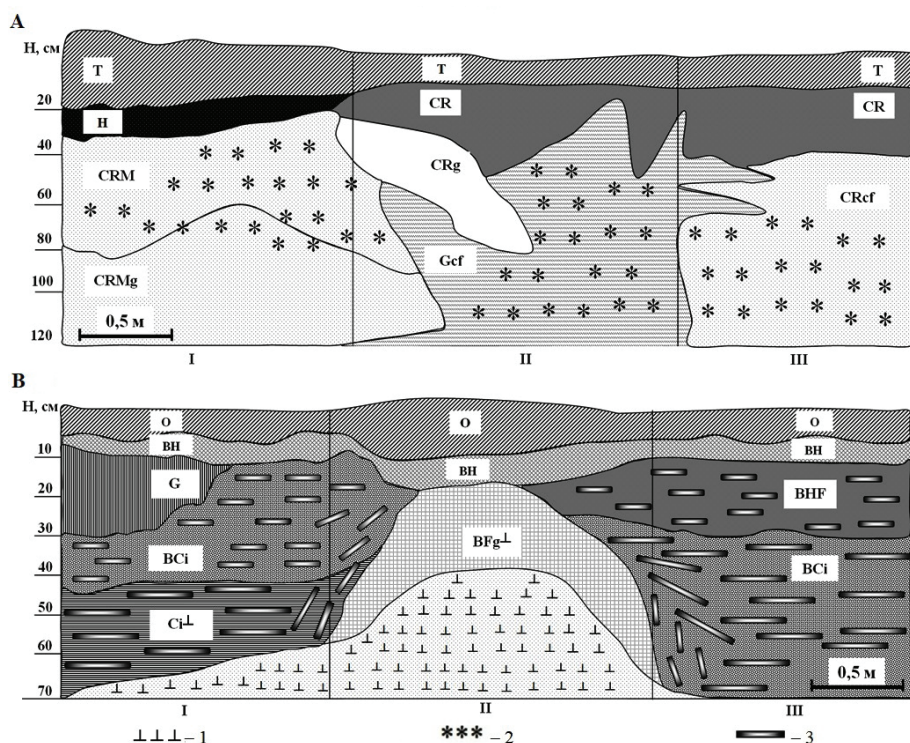 A
H, см
T
T
T
20
CR
CR
H
40
CRg
CRM
CRcf
60
80
Gcf
CRMg
100
0,5 м
120
I
II
III
B
H, см
O
O
O
BH
BH
10
BH
G
20
BHF
30
BFg⊥
BCi
BCi
40
50
Ci⊥
60
0,5 м
70
I
II
III
⊥ ⊥ ⊥ – 1
*** – 2
– 3